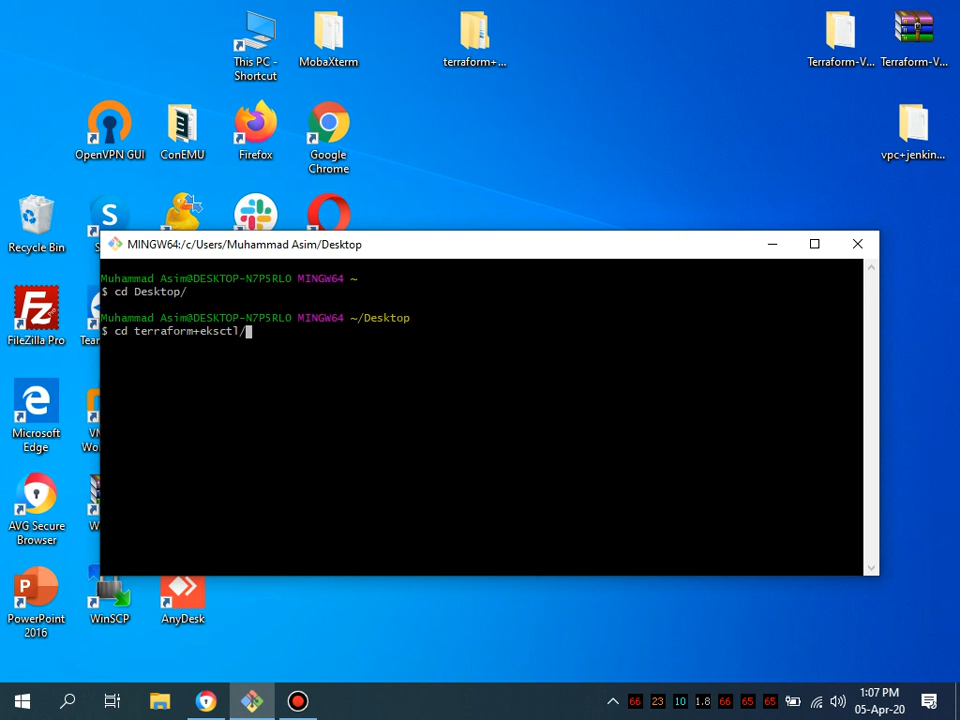 This PC -
Shortcut
MobaXterm
terraform+...
Terraform-V...
Terraform-V...
OpenVPN GUI
ConEMU
Firefox
Google
Chrome
vpc+jenkin...
Recycle Bin
S
MINGW64:/c/Users/Muhammad Asim/Desktop
Muhammad Asim@DESKTOP-N7P5RLO MINGW64 ~
$ cd Desktop/
Muhammad Asim@DESKTOP-N7P5RLO MINGW64 ~/Desktop
$ cd terraform+eksctl/
FileZilla Pro
Tear
Microsoft
Edge
AVG Secure
Browser
PowerPoint
2016
WinSCP
AnyDesk
66 23 10 1.8 66 65 65
1:07 PM
05-Apr-20